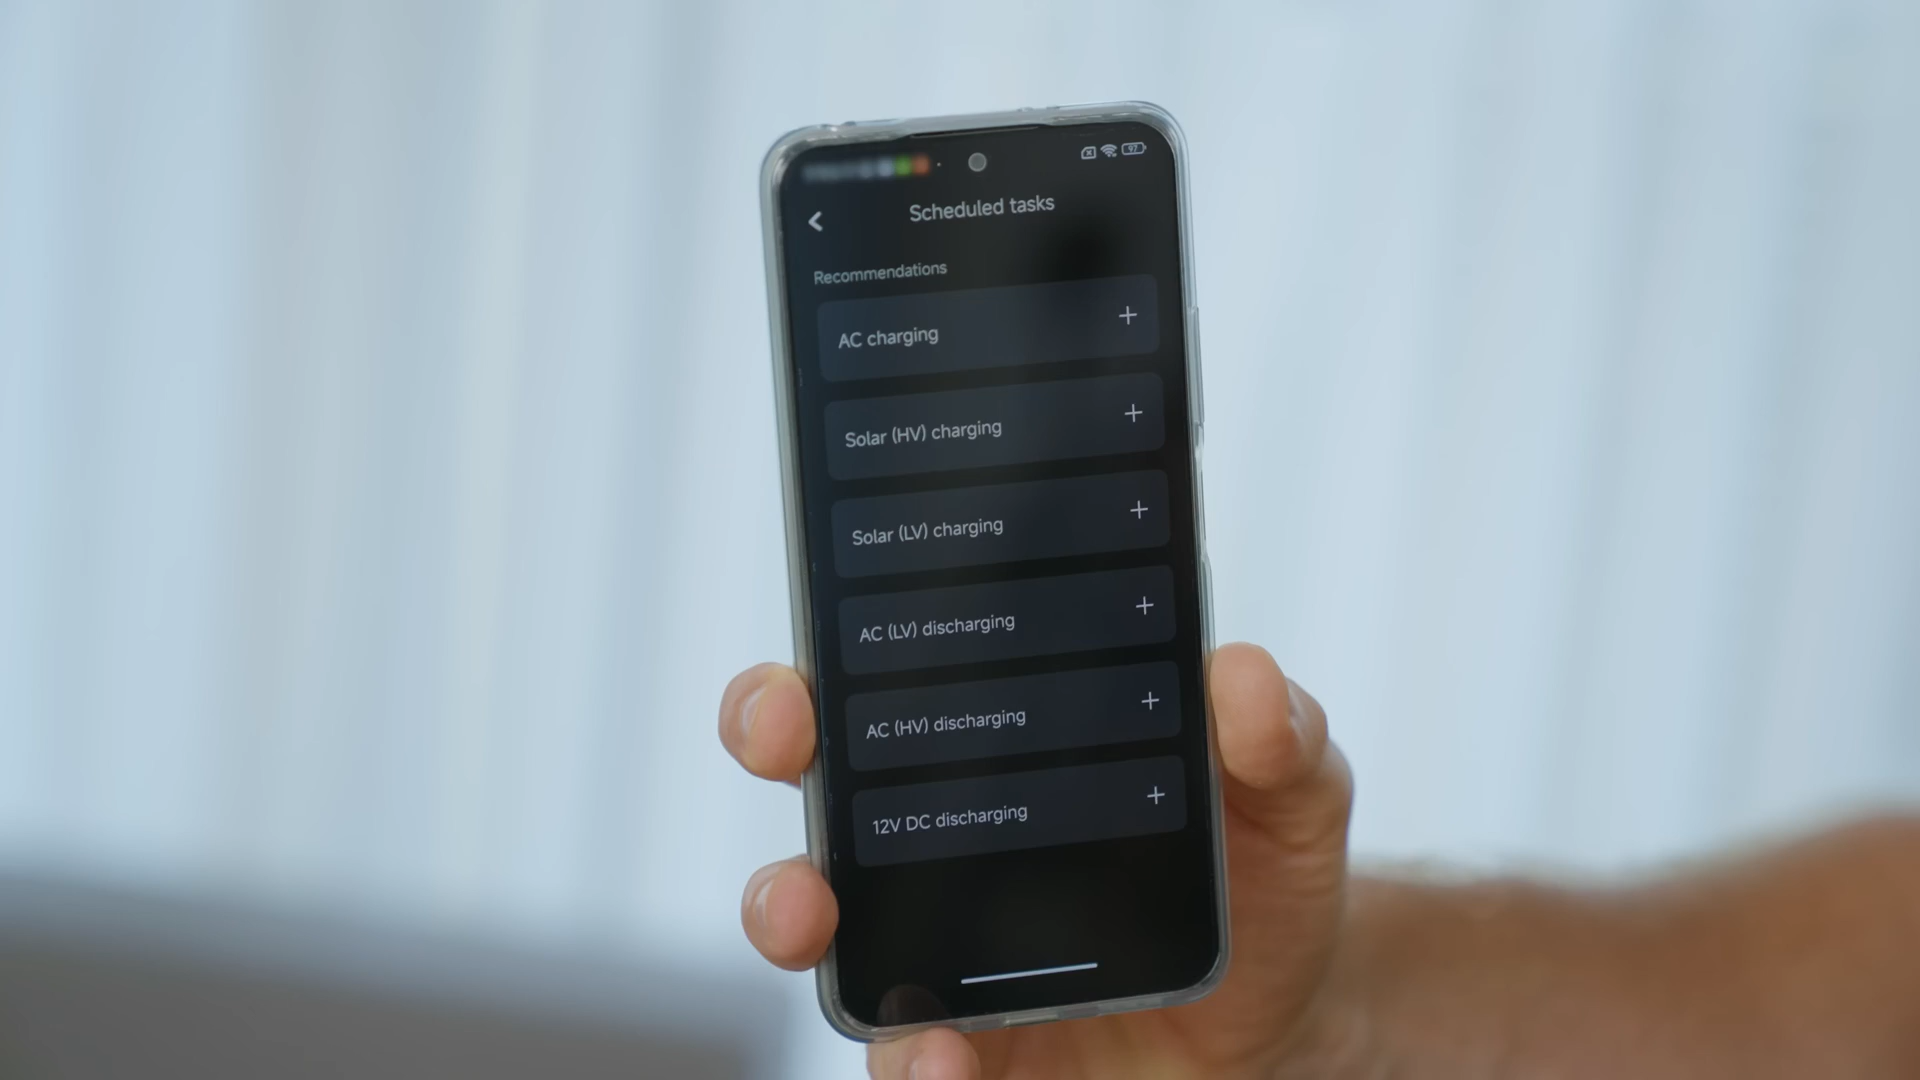 97
Scheduled tasks
Recommendations
AC charging
Solar (HV) charging
Solar (LV) charging
AC (LV) discharging
AC (HV) discharging
12V DC discharging